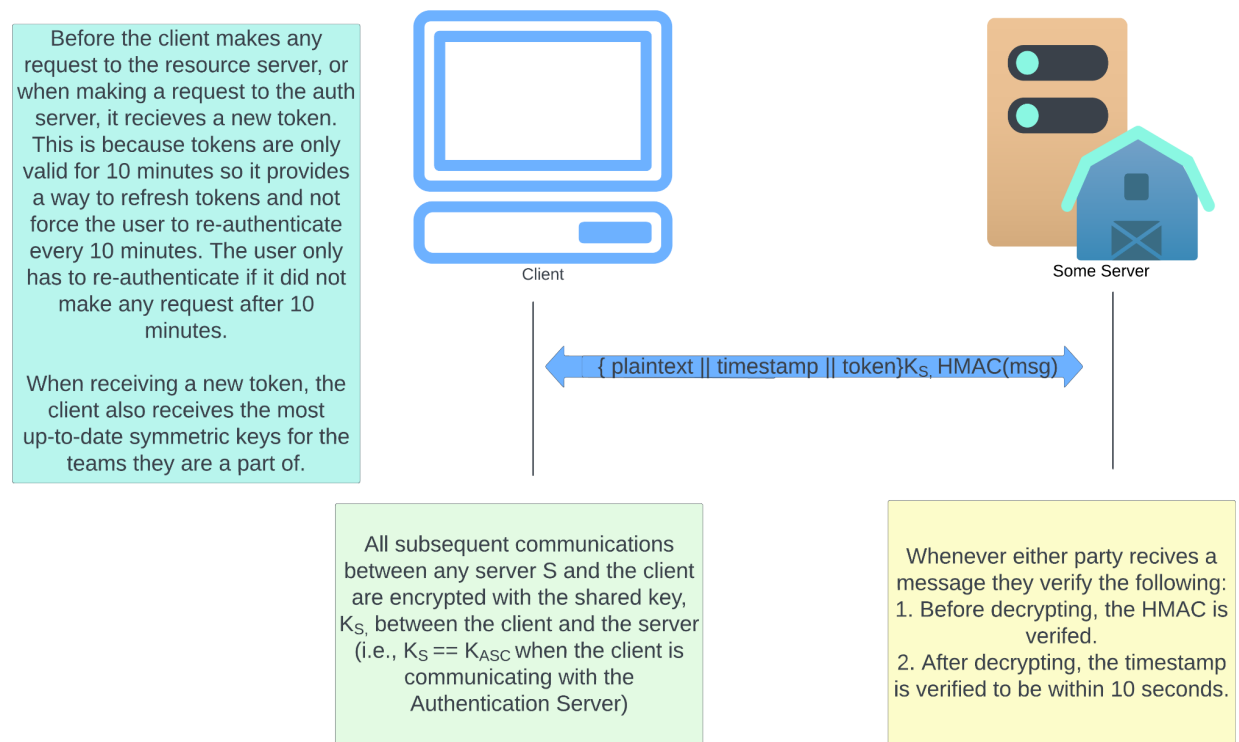 Before the client makes any
request to the resource server, or
when making a request to the auth
server, it recieves a new token.
This is because tokens are only
valid for 10 minutes so it provides
a way to refresh tokens and not
force the user to re-authenticate
every 10 minutes. The user only
has to re-authenticate if it did not
make any request after 10
minutes.
When receiving a new token, the
client also receives the most
up-to-date symmetric keys for the
teams they are a part of.
Client
Some Server
{ plaintext || timestamp || token}KS, HMAC(msg)
All subsequent communications
between any server S and the client
are encrypted with the shared key,
KS, between the client and the server
(i.e., KS == KASC when the client is
communicating with the
Authentication Server)
Whenever either party recives a
message they verify the following:
1. Before decrypting, the HMAC is
verifed.
2. After decrypting, the timestamp
is verified to be within 10 seconds.